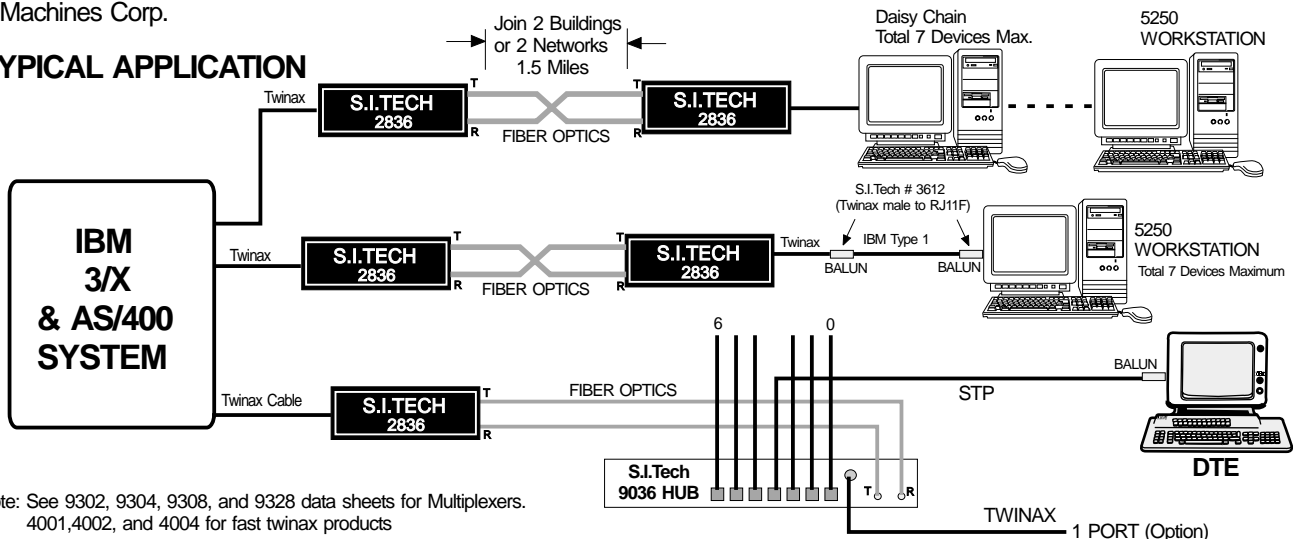 Machines Corp.
YPICAL APPLICATION
Join 2 Buildings
or 2 Networks
1.5 Miles
Daisy Chain
Total 7 Devices Max.
5250
WORKSTATION
Twinax
S.I.TECH
2836
T
R
FIBER OPTICS
T
R
S.I.TECH
2836
IBM
3/X
& AS/400
SYSTEM
Twinax
S.I.TECH
2836
T
R
FIBER OPTICS
T
R
S.I.TECH
2836
Twinax
S.I.Tech # 3612
(Twinax male to RJ11F)
BALUN
IBM Type 1
BALUN
5250
WORKSTATION
Total 7 Devices Maximum
Twinax Cable
S.I.TECH
2836
T
R
FIBER OPTICS
6
0
STP
BALUN
DTE
S.I.Tech
9036 HUB
T
R
TWINAX
1 PORT (Option)
te: See 9302, 9304, 9308, and 9328 data sheets for Multiplexers.
4001,4002, and 4004 for fast twinax products